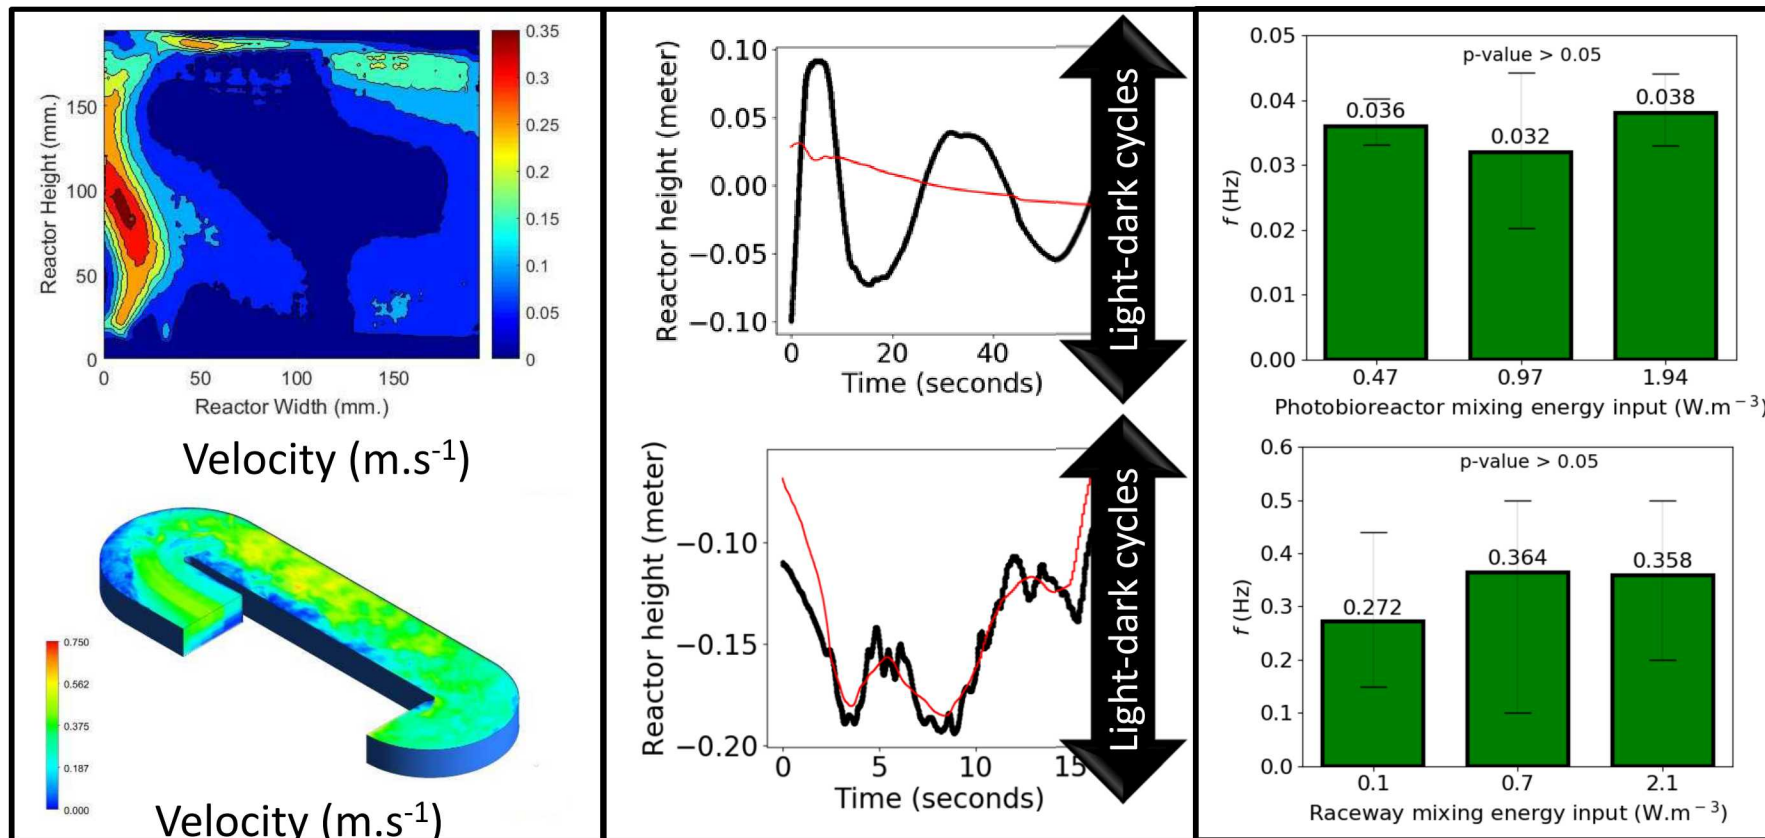 0.35
0.3
0.25
0.2
0.15
0.1
0.05
0
Reactor Height (mm.)
150
100
50
0
0 50 100 150
Reactor Width (mm.)
Velocity (m.s-1)
0.750
0.562
0.375
0.187
0.000
Velocity (m.s-1)
Reactor height (meter)
0.10
0.05
0.00
−0.05
−0.10
0 20 40
Time (seconds)
Light-dark cycles
Reactor height (meter)
−0.10
−0.15
−0.20
0 5 10 15
Time (seconds)
Light-dark cycles
f (Hz)
0.05
0.04
0.03
0.02
0.01
0.00
p-value > 0.05
0.036 0.032 0.038
0.47 0.97 1.94
Photobioreactor mixing energy input (W.m−3)
f (Hz)
0.6
0.5
0.4
0.3
0.2
0.1
0.0
p-value > 0.05
0.272 0.364 0.358
0.1 0.7 2.1
Raceway mixing energy input (W.m−3)